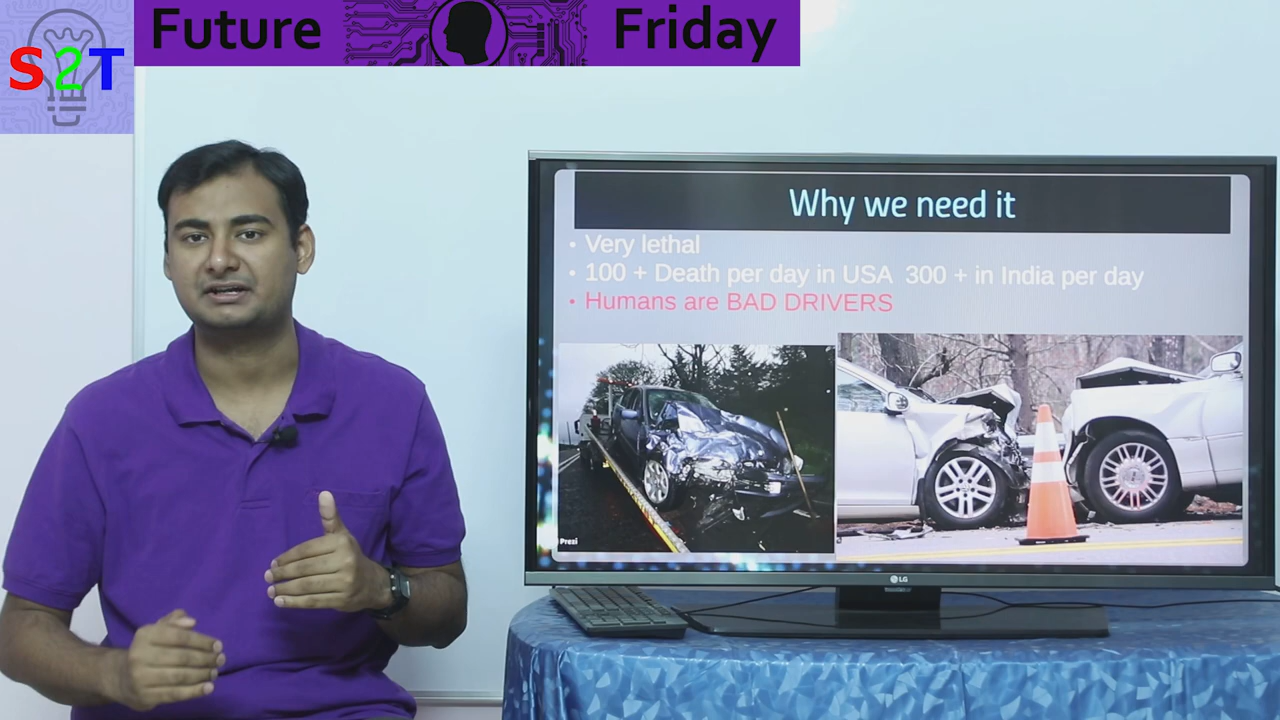 Future Friday
S2T
Why we need it
• Very lethal
• 100 + Death per day in USA 300 + in India per day
• Humans are BAD DRIVERS
Prezi
LG